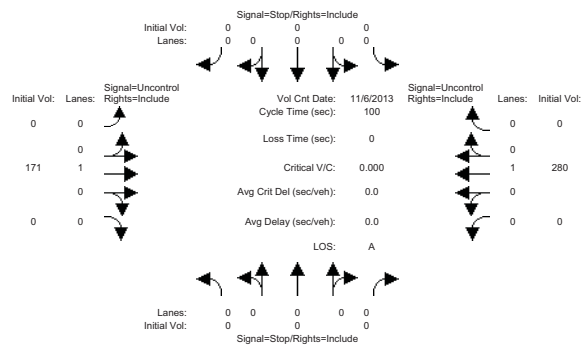 Signal=Stop/Rights=Include
Initial Vol: 0 0 0
Lanes: 0 0 0 0 0
Signal=Uncontrol
Initial Vol: Lanes: Rights=Include
Vol Cnt Date: 11/6/2013
Signal=Uncontrol
Rights=Include Lanes: Initial Vol:
Cycle Time (sec): 100
0 0 0 0
Loss Time (sec): 0
0 0
171 1 Critical V/C: 0.000 1 280
0 Avg Crit Del (sec/veh): 0.0 0
0 0 Avg Delay (sec/veh): 0.0 0 0
LOS: A
Lanes: 0 0 0 0 0
Initial Vol: 0 0 0
Signal=Stop/Rights=Include